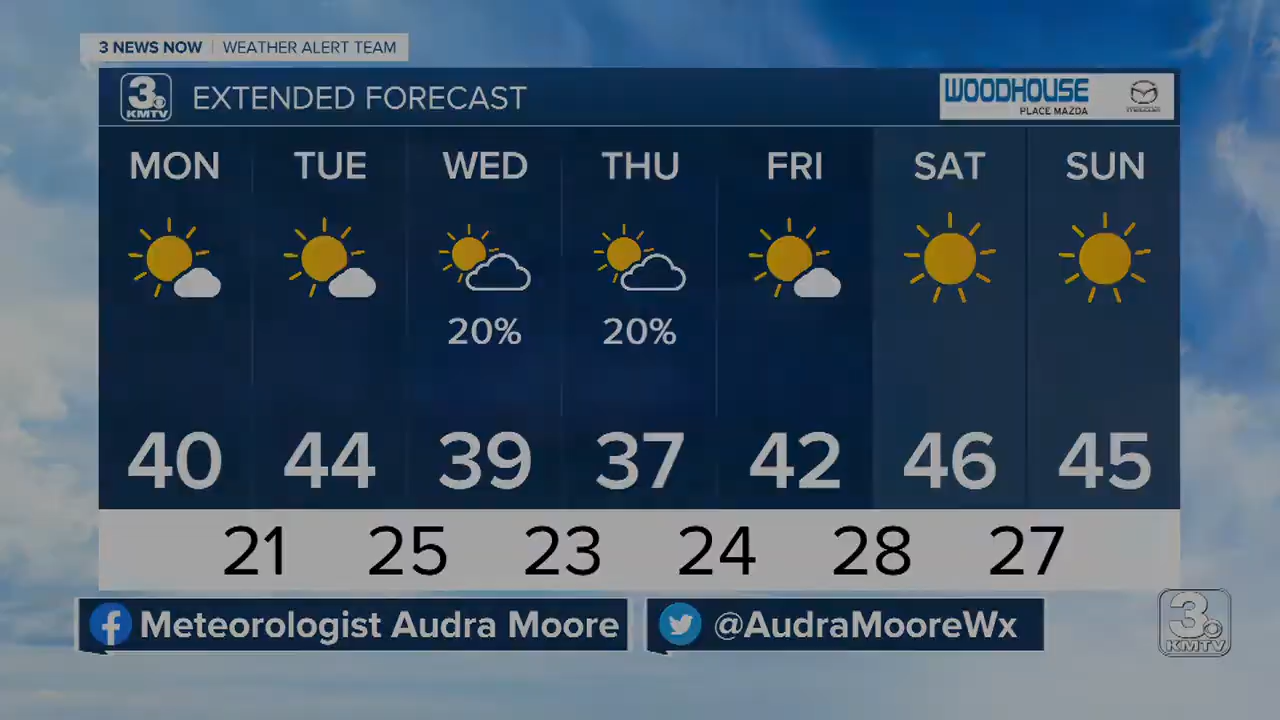 3 NEWS NOW | WEATHER ALERT TEAM
3 KMTV EXTENDED FORECAST
WOODHOUSE
PLACE MAZDA
mazda
MON TUE WED THU FRI SAT SUN
20% 20%
40 44 39 37 42 46 45
21 25 23 24 28 27
Meteorologist Audra Moore @AudraMooreWx
3
KMTV